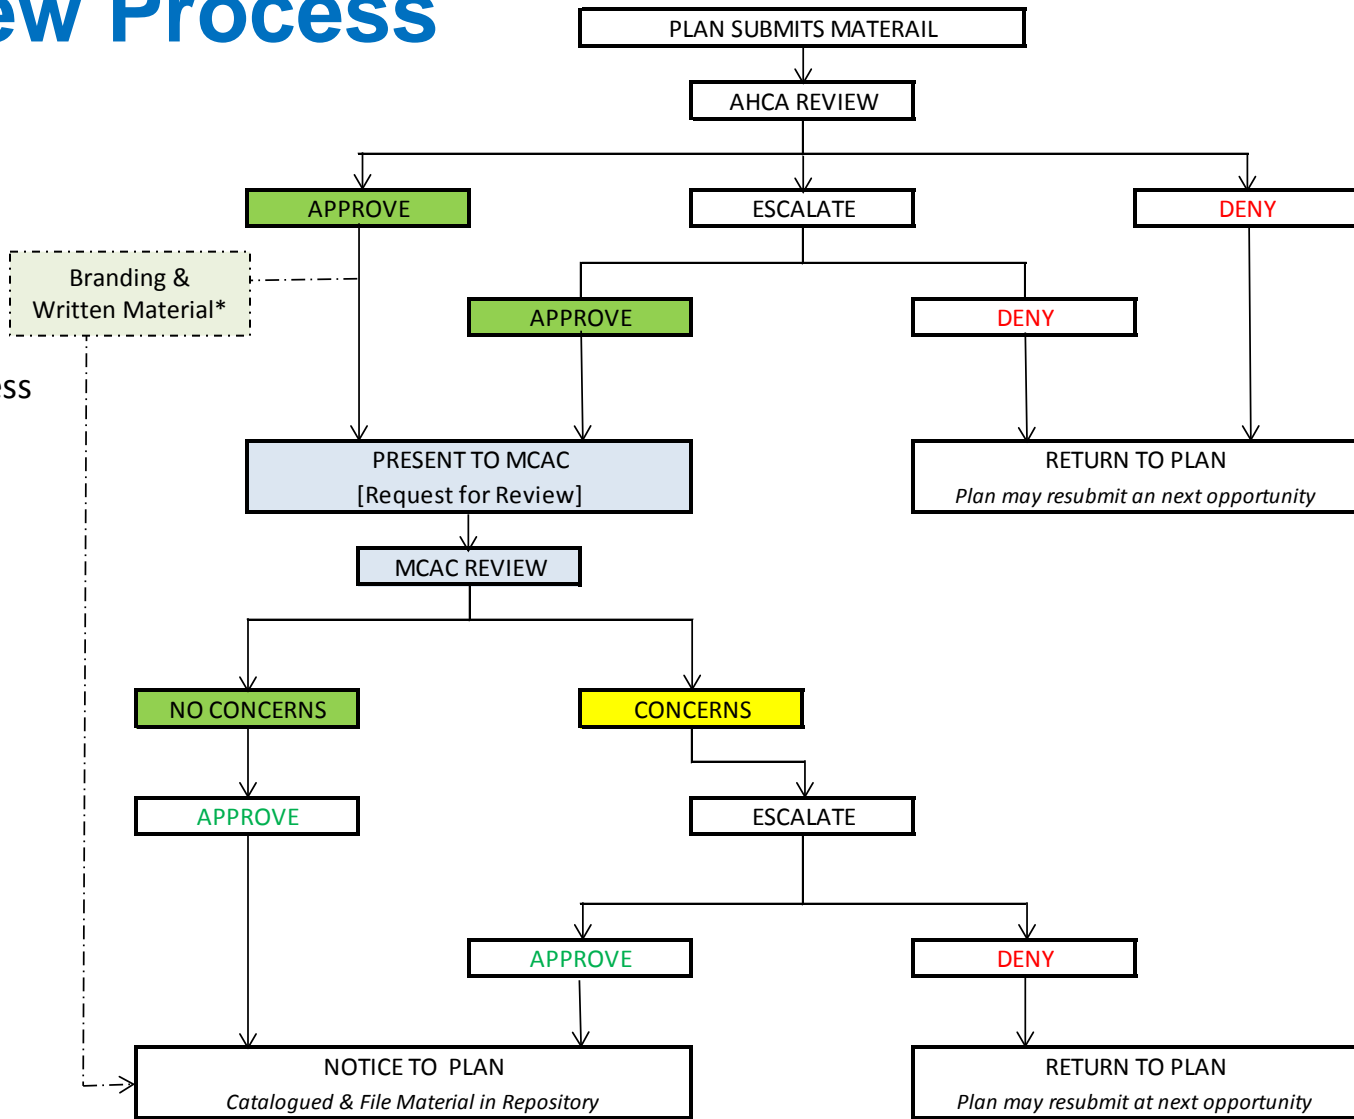 ew Process
PLAN SUBMITS MATERAIL
AHCA REVIEW
APPROVE
ESCALATE
DENY
Branding &
Written Material*
APPROVE
DENY
ess
PRESENT TO MCAC
[Request for Review]
RETURN TO PLAN
Plan may resubmit an next opportunity
MCAC REVIEW
NO CONCERNS
CONCERNS
APPROVE
ESCALATE
APPROVE
DENY
NOTICE TO PLAN
Catalogued & File Material in Repository
RETURN TO PLAN
Plan may resubmit at next opportunity